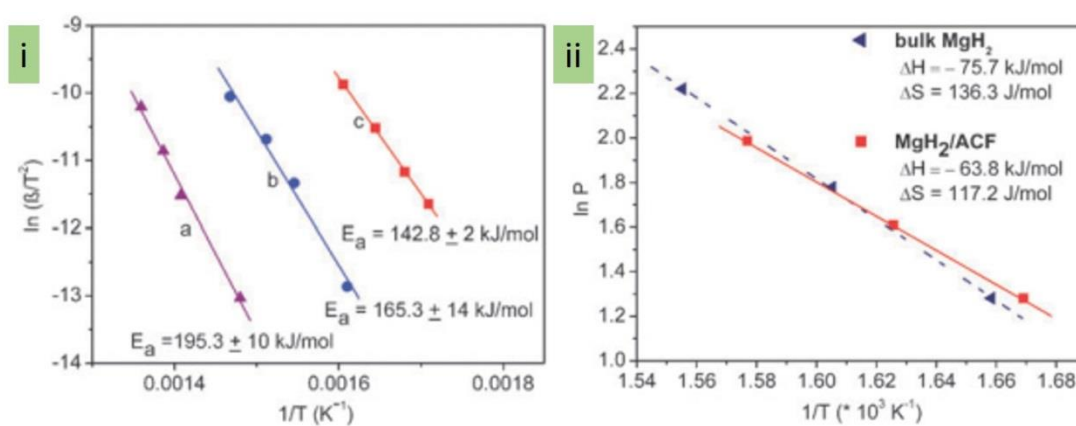 i
-9
-10
-11
-12
-13
-14
ln (ß/T²)
a
b
c
Eₐ = 142.8 ± 2 kJ/mol
Eₐ = 165.3 ± 14 kJ/mol
Eₐ =195.3 ± 10 kJ/mol
0.0014 0.0016 0.0018
1/T (K⁻¹)
ii
2.4
2.2
2.0
1.8
1.6
1.4
1.2
1.0
ln P
bulk MgH₂
ΔH = − 75.7 kJ/mol
ΔS = 136.3 J/mol
MgH₂/ACF
ΔH = − 63.8 kJ/mol
ΔS = 117.2 J/mol
1.54 1.56 1.58 1.60 1.62 1.64 1.66 1.68
1/T (* 10³ K⁻¹)